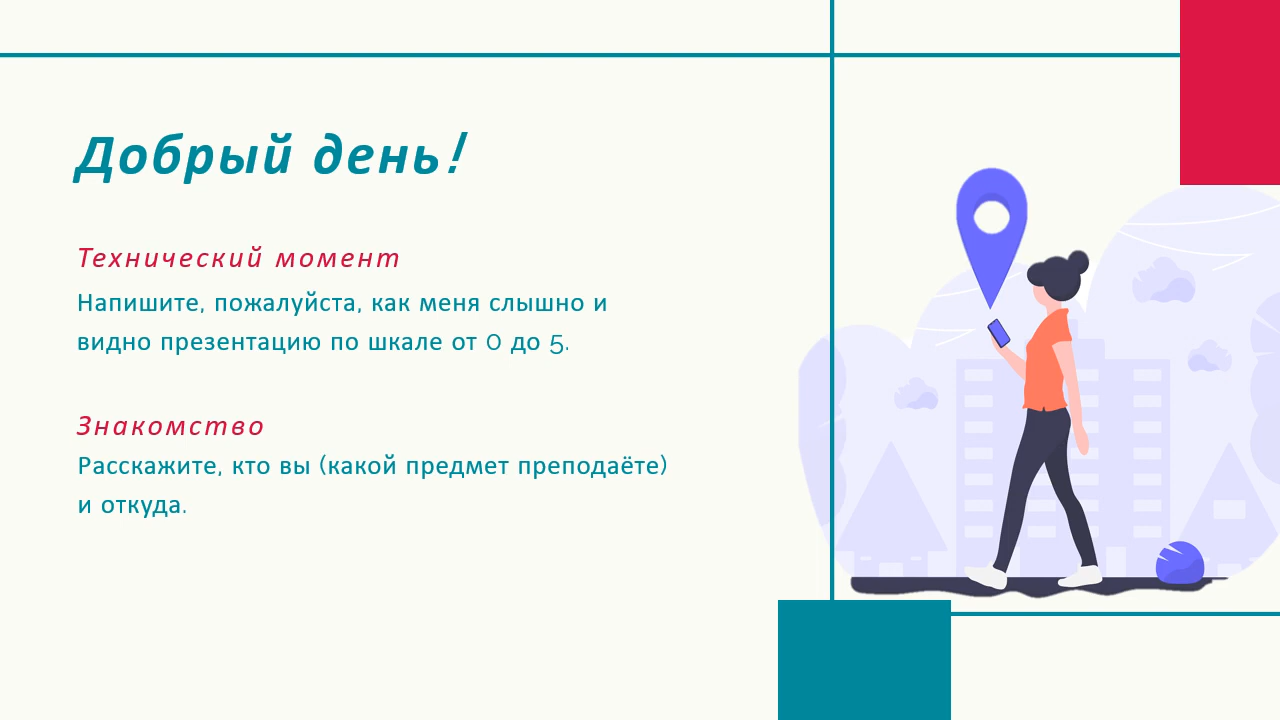 Добрый день!
Технический момент
Напишите, пожалуйста, как меня слышно и
видно презентацию по шкале от 0 до 5.
Знакомство
Расскажите, кто вы (какой предмет преподаёте)
и откуда.